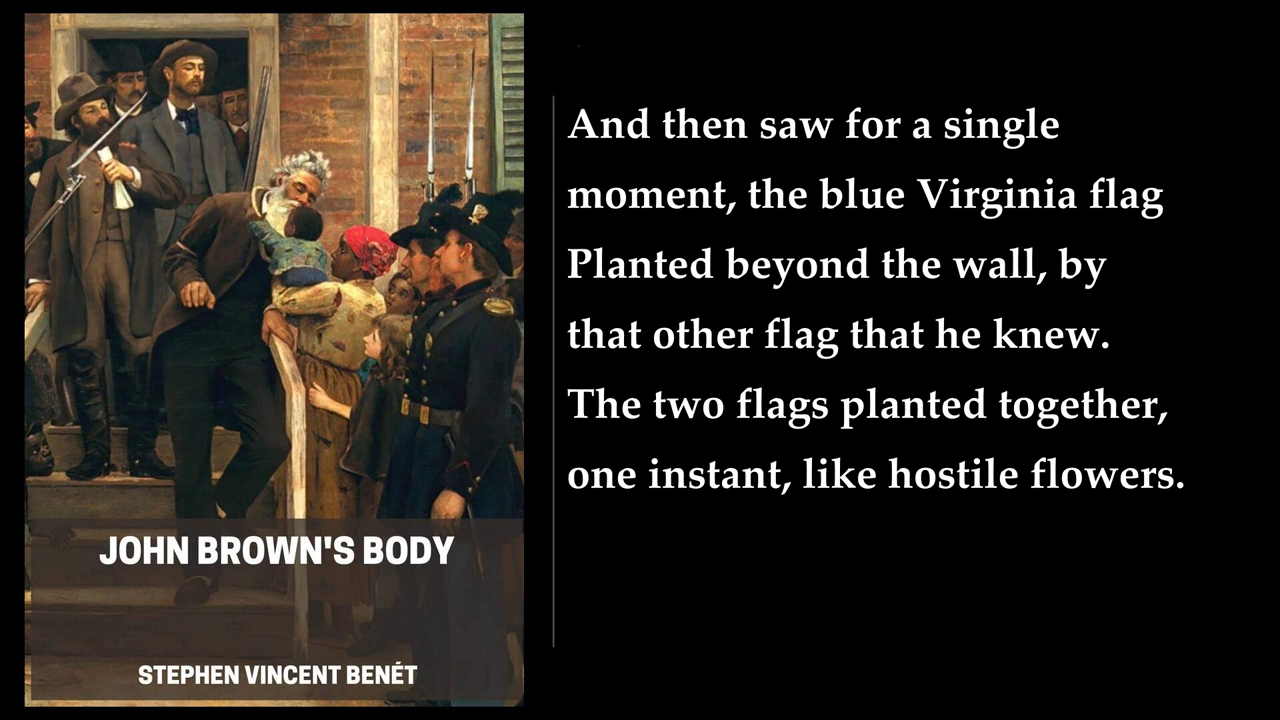 JOHN BROWN'S BODY
STEPHEN VINCENT BENÉT
And then saw for a single
moment, the blue Virginia flag
Planted beyond the wall, by
that other flag that he knew.
The two flags planted together,
one instant, like hostile flowers.